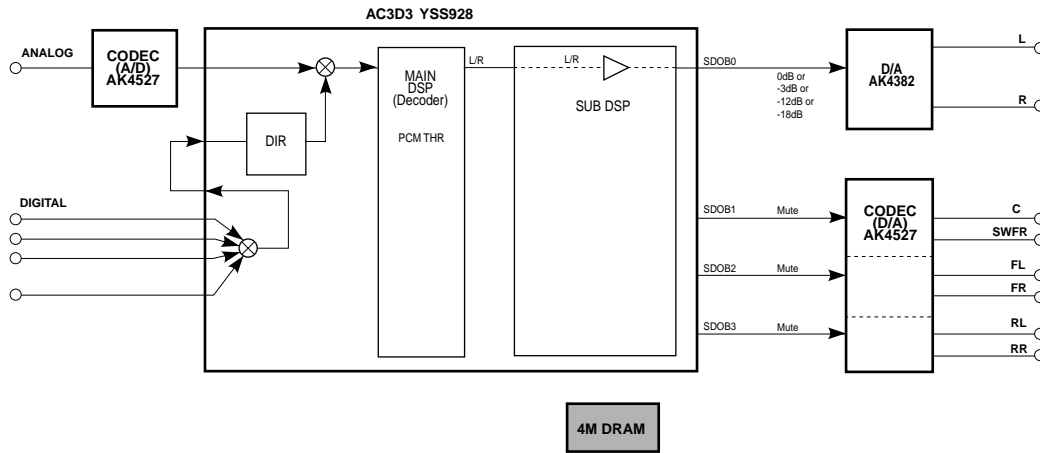 AC3D3 YSS928
ANALOG
CODEC
(A/D)
AK4527
MAIN
DSP
(Decoder)
PCM THR
L/R
L/R
SUB DSP
SDOB0
0dB or
-3dB or
-12dB or
-18dB
D/A
AK4382
L
R
DIR
DIGITAL
SDOB1
Mute
CODEC
(D/A)
AK4527
C
SWFR
SDOB2
Mute
FL
FR
SDOB3
Mute
RL
RR
4M DRAM